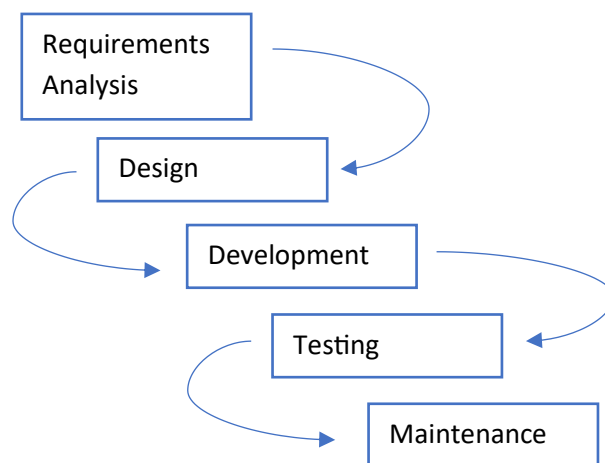 Requirements
Analysis
Design
Development
Testing
Maintenance